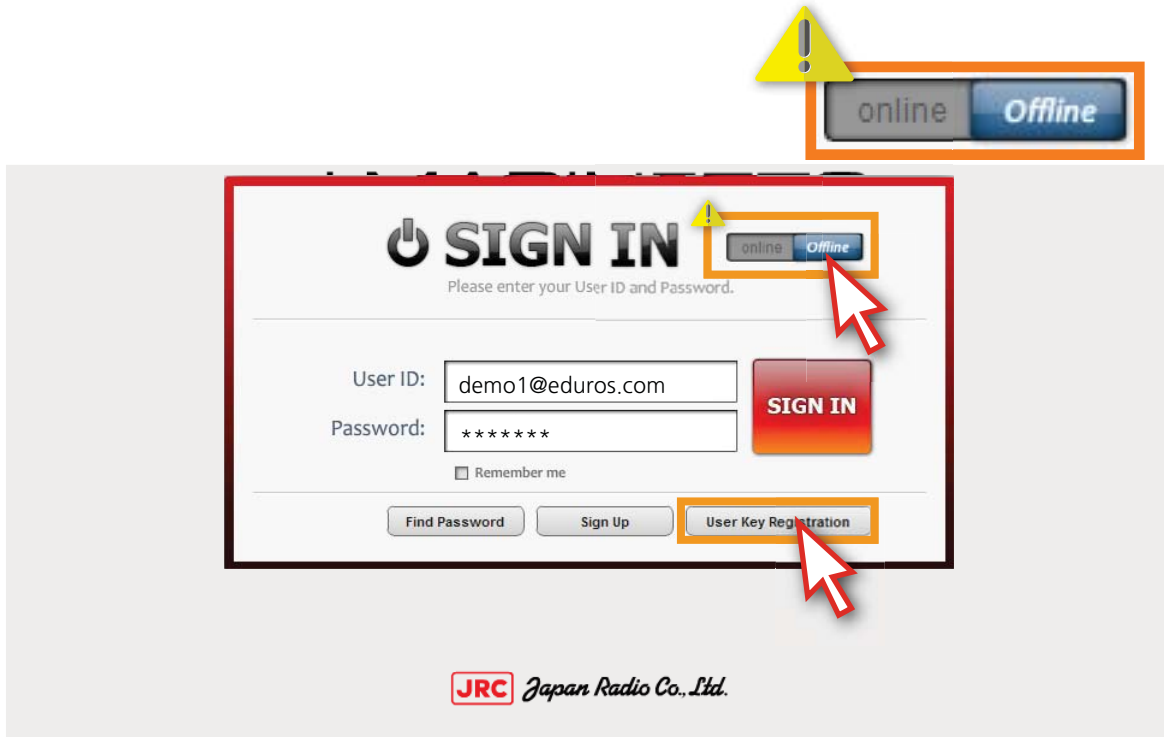 online Offline
SIGN IN online Offline
Please enter your User ID and Password.
User ID: demo1@eduros.com
SIGN IN
Password: *******
Remember me
Find Password Sign Up User Key Registration
JRC Japan Radio Co., Ltd.